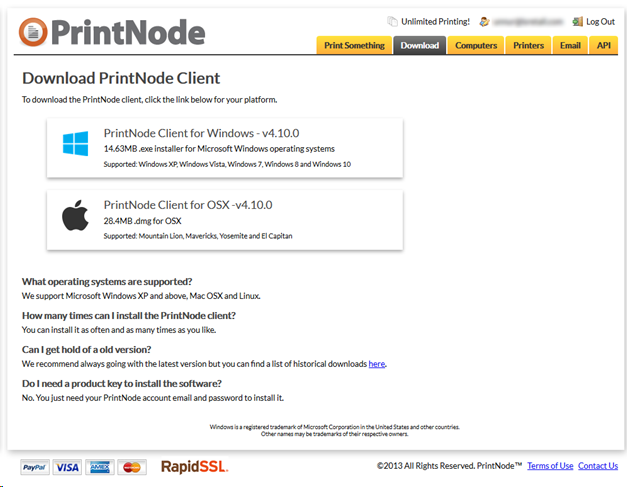 PrintNode
Unlimited Printing! Log Out
Print Something Download Computers Printers Email API
Download PrintNode Client
To download the PrintNode client, click the link below for your platform.
PrintNode Client for Windows - v4.10.0
14.63MB .exe installer for Microsoft Windows operating systems
Supported: Windows XP, Windows Vista, Windows 7, Windows 8 and Windows 10
PrintNode Client for OSX -v4.10.0
28.4MB .dmg for OSX
Supported: Mountain Lion, Mavericks, Yosemite and El Capitan
What operating systems are supported?
We support Microsoft Windows XP and above, Mac OSX and Linux.
How many times can I install the PrintNode client?
You can install it as often and as many times as you like.
Can I get hold of a old version?
We recommend always going with the latest version but you can find a list of historical downloads here.
Do I need a product key to install the software?
No. You just need your PrintNode account email and password to install it.
Windows is a registered trademark of Microsoft Corporation in the United States and other countries.
Other names may be trademarks of their respective owners.
PayPal VISA AMEX MasterCard RapidSSL. ©2013 All Rights Reserved. PrintNode™ Terms of Use Contact Us